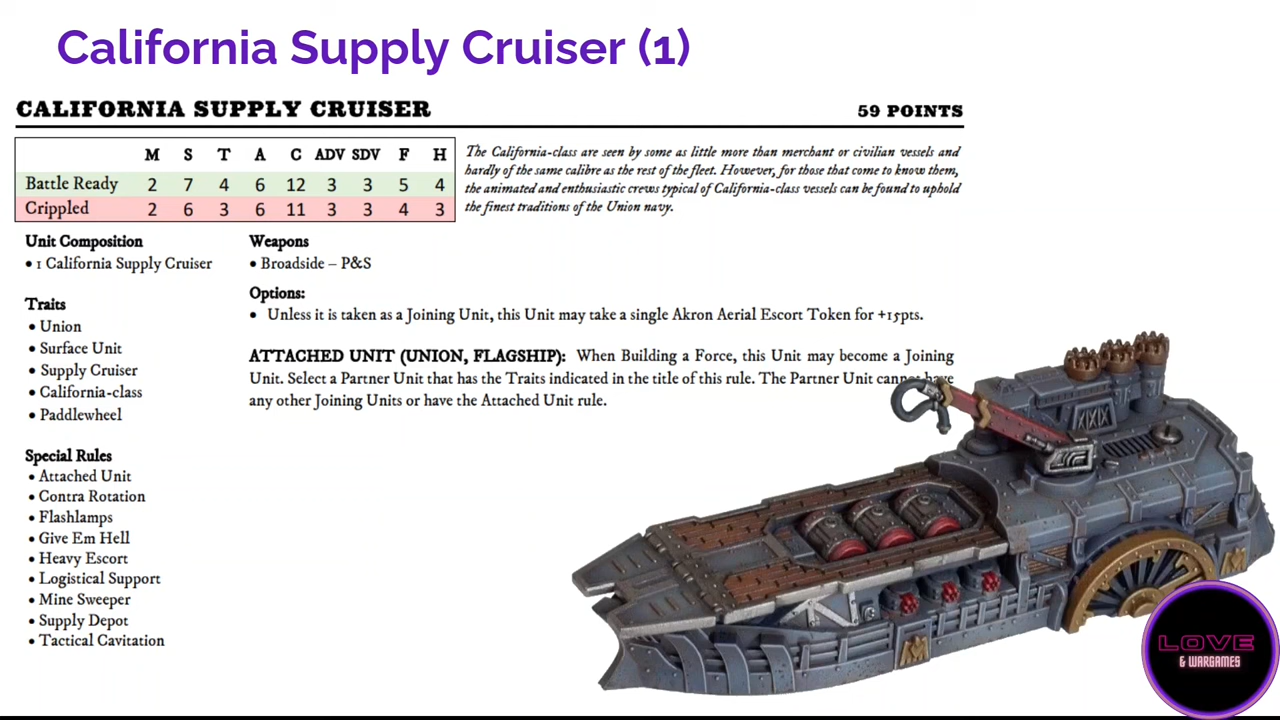 California Supply Cruiser (1)
CALIFORNIA SUPPLY CRUISER
59 POINTS
M S T A C ADV SDV F H
Battle Ready 2 7 4 6 12 3 3 5 4
Crippled 2 6 3 6 11 3 3 4 3
The California-class are seen by some as little more than merchant or civilian vessels and
hardly of the same calibre as the rest of the fleet. However, for those that come to know them,
the animated and enthusiastic crews typical of California-class vessels can be found to uphold
the finest traditions of the Union navy.
Unit Composition
• 1 California Supply Cruiser
Traits
• Union
• Surface Unit
• Supply Cruiser
• California-class
• Paddlewheel
Special Rules
• Attached Unit
• Contra Rotation
• Flashlamps
• Give Em Hell
• Heavy Escort
• Logistical Support
• Mine Sweeper
• Supply Depot
• Tactical Cavitation
Weapons
• Broadside – P&S
Options:
• Unless it is taken as a Joining Unit, this Unit may take a single Akron Aerial Escort Token for +15pts.
ATTACHED UNIT (UNION, FLAGSHIP): When Building a Force, this Unit may become a Joining
Unit. Select a Partner Unit that has the Traits indicated in the title of this rule. The Partner Unit cannot have
any other Joining Units or have the Attached Unit rule.
LOVE
& WARGAMES